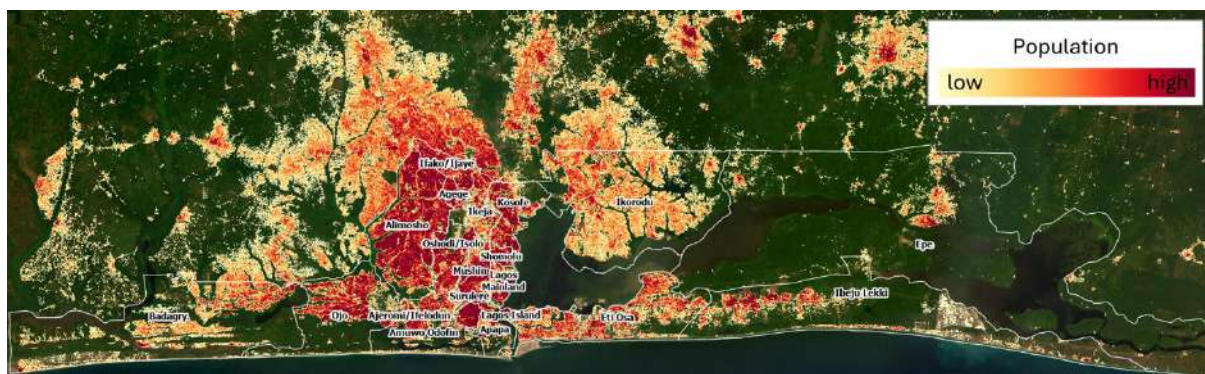 Population
low high
Ifako/Ijaye
Agege
Kosofe
Ikeja
Ikorodu
Alimosho
Oshodi/Isolo
Shomolu
Mushin
Lagos
Mainland
Surulere
Epe
Ibeju Lekki
Badagry
Ojo
Ajeromi/Ifelodun
Lagos Island
Eti Osa
Amuwo Odofin
Apapa